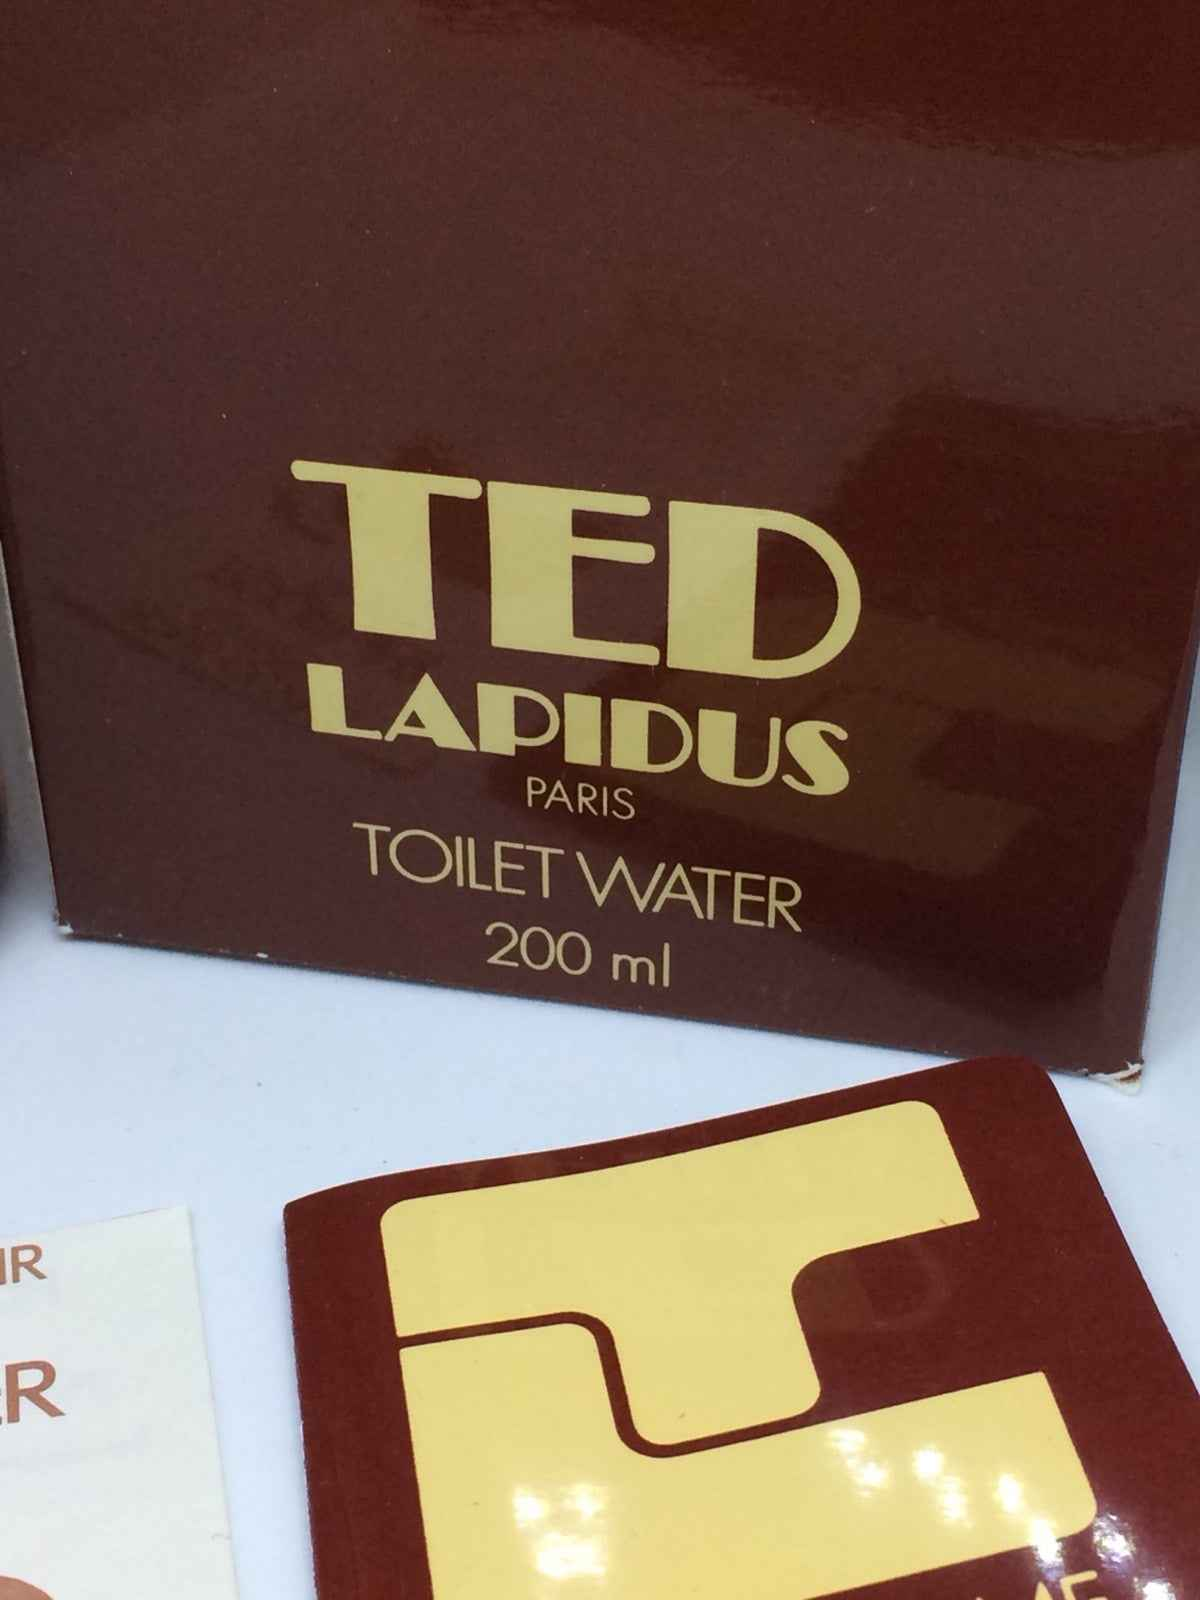 TED
LAPIDUS
PARIS
TOILET WATER
200 ml